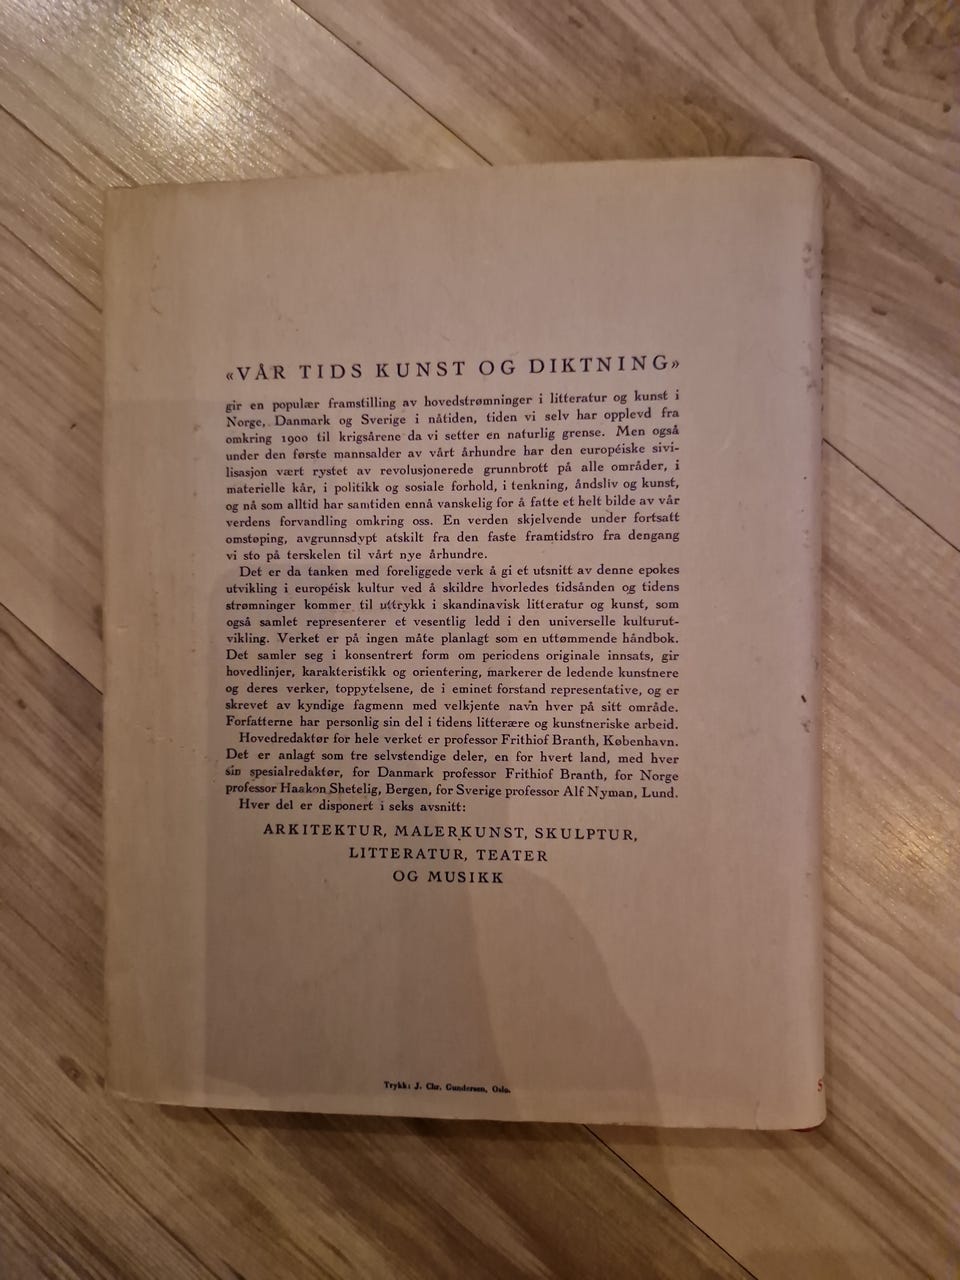 «VÅR TIDS KUNST OG DIKTNING»
gir en populær framstilling av hovedstrømninger i litteratur og kunst i
Norge, Danmark og Sverige i nåtiden, tiden vi selv har opplevd fra
omkring 1900 til krigsårene da vi setter en naturlig grense. Men også
under den første mannsalder av vårt århundre har den européiske sivi-
lisasjon vært rystet av revolusjonerede grunnbrott på alle områder, i
materielle kår, i politikk og sosiale forhold, i tenkning, åndsliv og kunst,
og nå som alltid har samtiden ennå vanskelig for å fatte et helt bilde av vår
verdens forvandling omkring oss. En verden skjelvende under fortsatt
omstøping, avgrunnsdypt atskilt fra den faste framtidstro fra dengang
vi sto på terskelen til vårt nye århundre.
Det er da tanken med foreliggede verk å gi et utsnitt av denne epokes
utvikling i européisk kultur ved å skildre hvorledes tidsånden og tidens
strømninger kommer til uttrykk i skandinavisk litteratur og kunst, som
også samlet representerer et vesentlig ledd i den universelle kulturut-
vikling. Verket er på ingen måte planlagt som en uttømmende håndbok.
Det samler seg i konsentrert form om periodens originale innsats, gir
hovedlinjer, karakteristikk og orientering, markerer de ledende kunstnere
og deres verker, toppytelsene, de i eminet forstand representative, og er
skrevet av kyndige fagmenn med velkjente navn hver på sitt område.
Forfatterne har personlig sin del i tidens litterære og kunstneriske arbeid.
Hovedredaktør for hele verket er professor Frithiof Branth, København.
Det er anlagt som tre selvstendige deler, en for hvert land, med hver
sin spesialredaktør, for Danmark professor Frithiof Branth, for Norge
professor Haakon Shetelig, Bergen, for Sverige professor Alf Nyman, Lund.
Hver del er disponert i seks avsnitt:
ARKITEKTUR, MALERKUNST, SKULPTUR,
LITTERATUR, TEATER
OG MUSIKK
Trykk: J. Chr. Gundersen, Oslo.
S